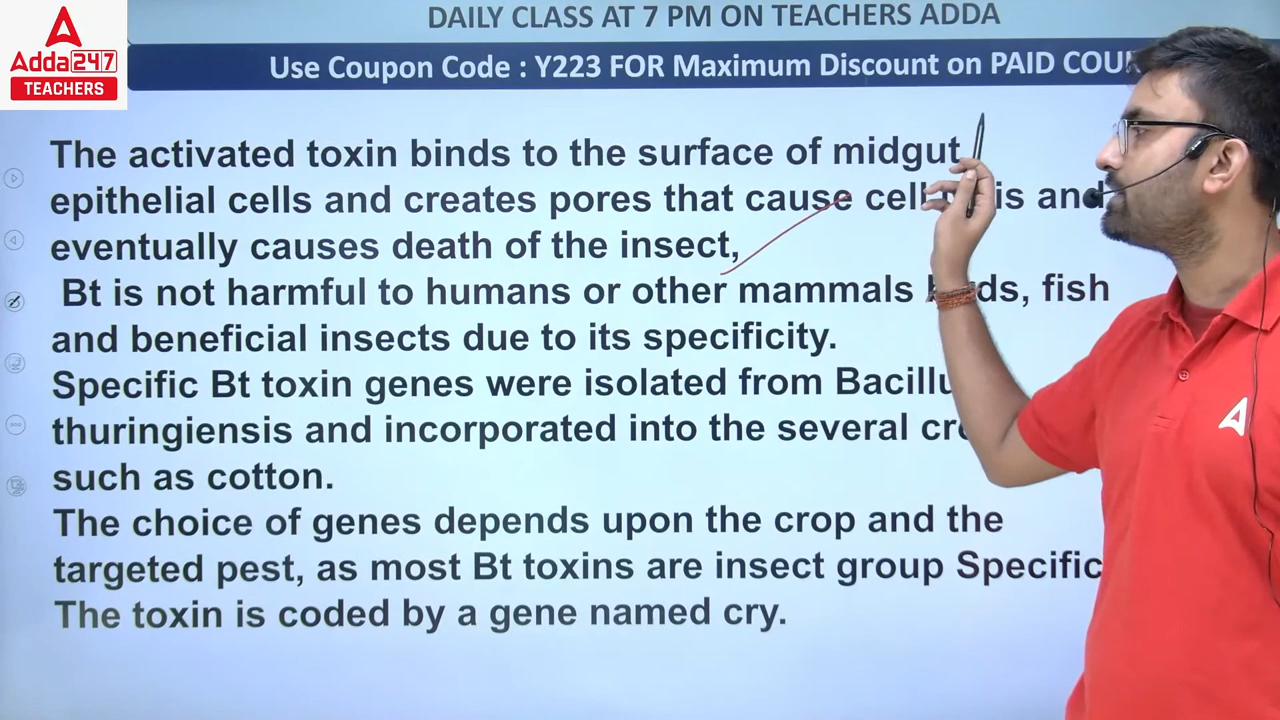 DAILY CLASS AT 7 PM ON TEACHERS ADDA
Adda247
TEACHERS
Use Coupon Code : Y223 FOR Maximum Discount on PAID
The activated toxin binds to the surface of midgut
epithelial cells and creates pores that cause cell and
eventually causes death of the insect,
Bt is not harmful to humans or other mammals fish
and beneficial insects due to its specificity.
Specific Bt toxin genes were isolated from
thuringiensis and incorporated into the several
such as cotton.
The choice of genes depends upon the crop and the
targeted pest, as most Bt toxins are insect group Specific
The toxin is coded by a gene named cry.